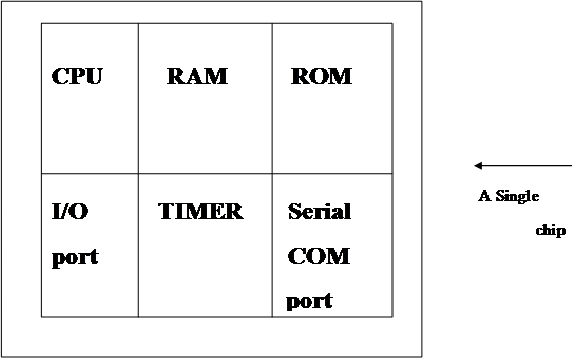 CPU
RAM
ROM
I/O
port
TIMER
Serial
COM
port
A Single
chip